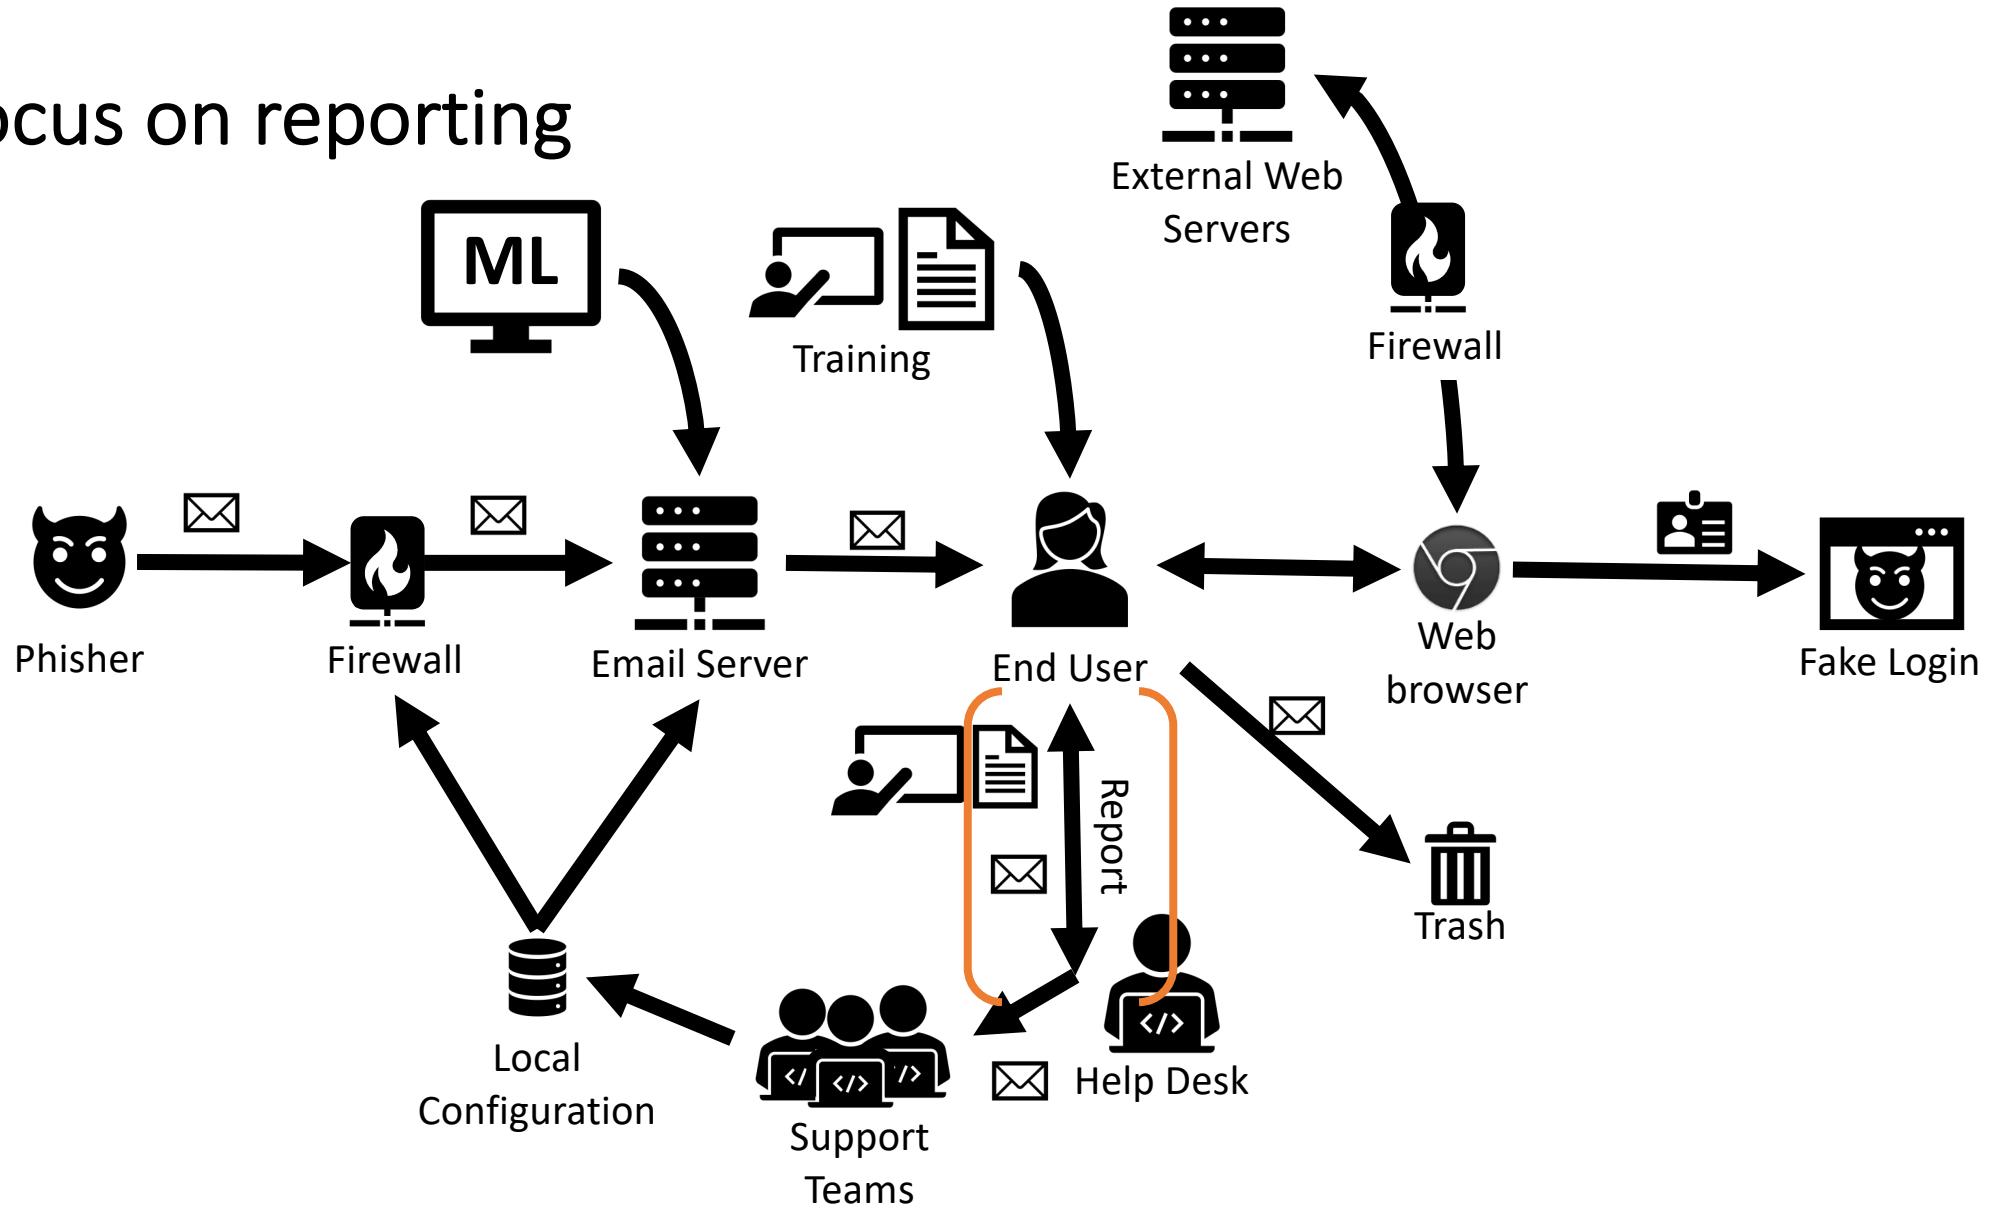 ocus on reporting
External Web
Servers
ML
Training
Firewall
Phisher
Firewall
Email Server
End User
Web
browser
Fake Login
Report
Trash
Local
Configuration
</>
</>
</>
</>
Help Desk
Support
Teams